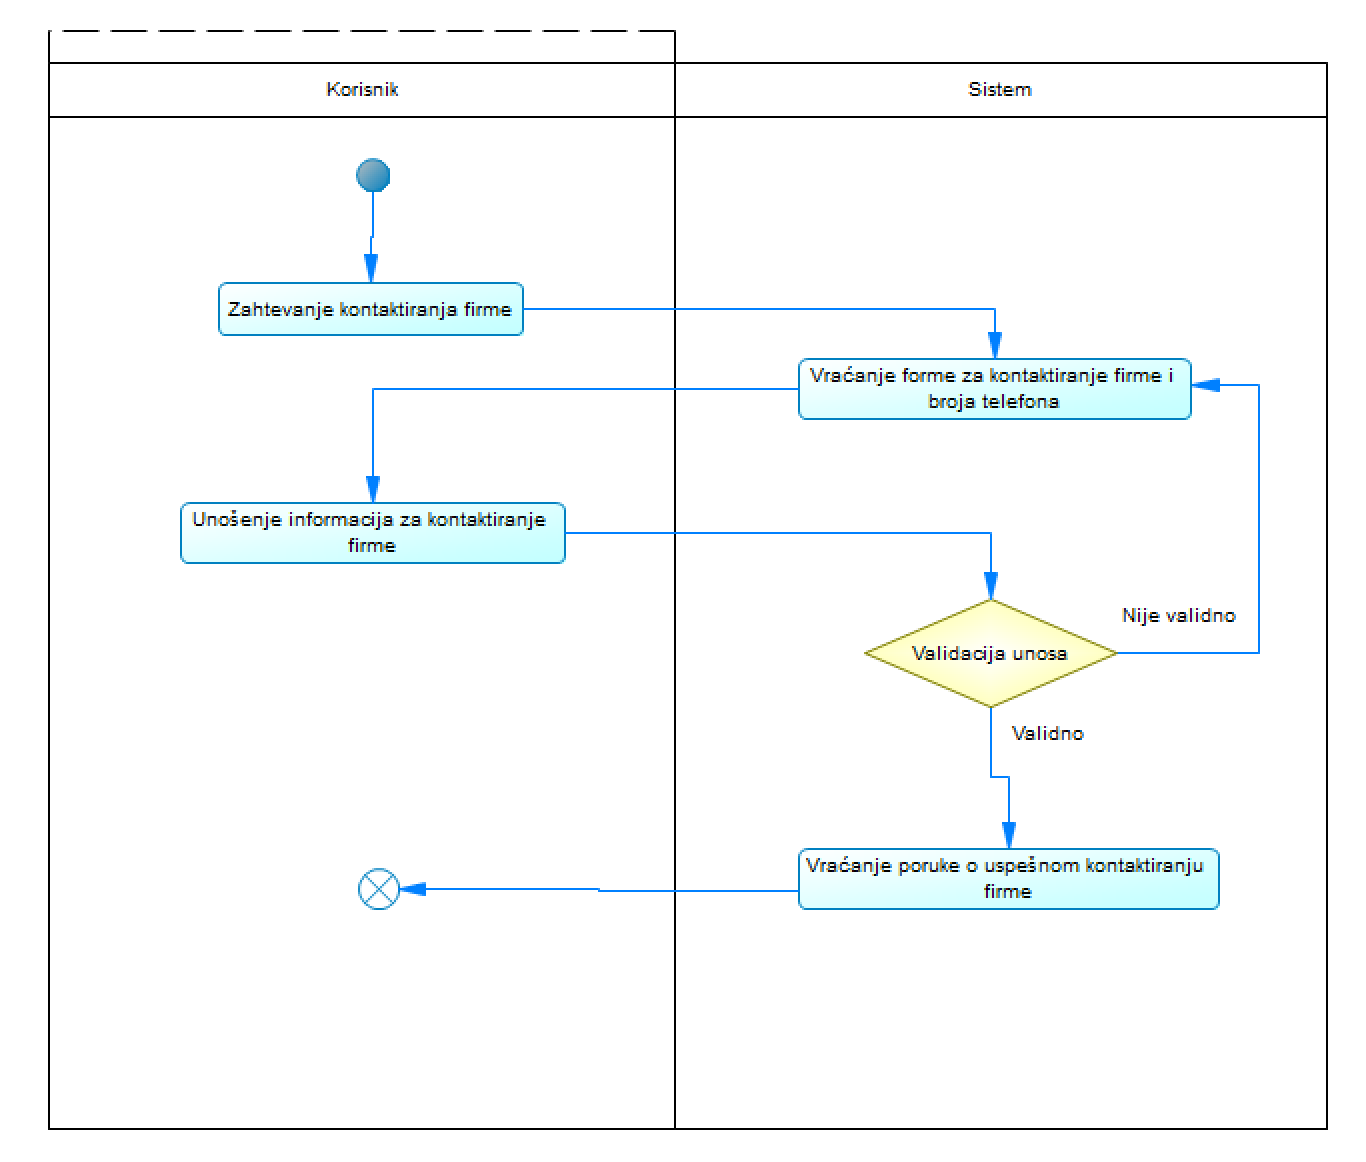 Korisnik
Sistem
Zahtevanje kontaktiranja firme
Vraćanje forme za kontaktiranje firme i
broja telefona
Unošenje informacija za kontaktiranje
firme
Nije validno
Validacija unosa
Validno
Vraćanje poruke o uspešnom kontaktiranju
firme